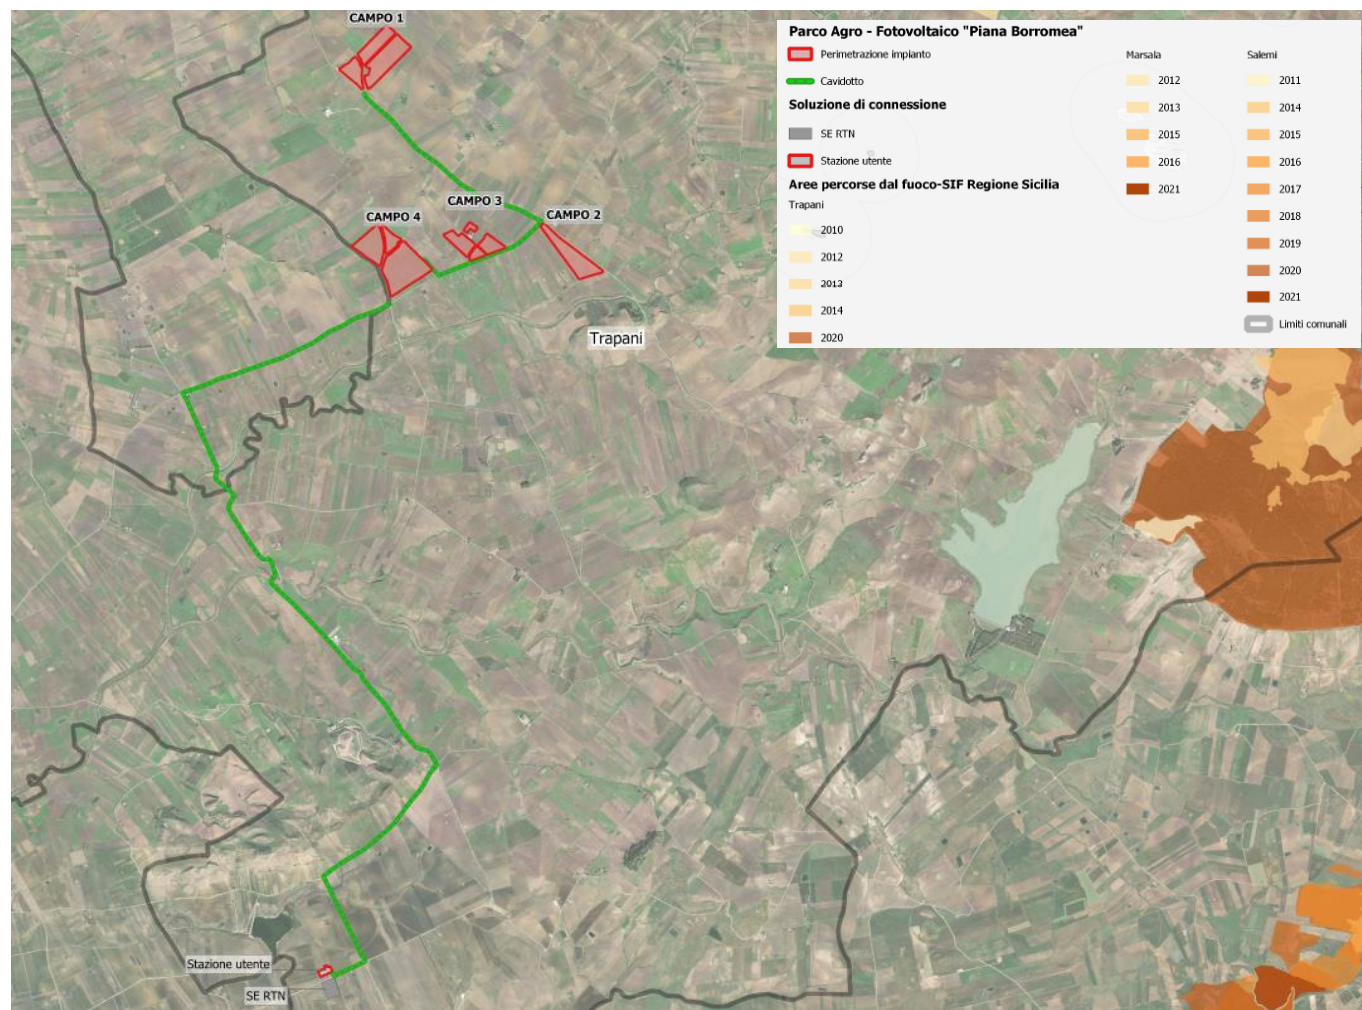 CAMPO 1
Parco Agro - Fotovoltaico "Piana Borromea"
Perimetrazione impianto
Cavidotto
Soluzione di connessione
SE RTN
Stazione utente
Aree percorse dal fuoco-SIF Regione Sicilia
Trapani
2010
2012
2013
2014
2020
Marsala
2012
2013
2015
2016
2021
Salemi
2011
2014
2015
2016
2017
2018
2019
2020
2021
Limiti comunali
CAMPO 3
CAMPO 4
CAMPO 2
Trapani
Stazione utente
SE RTN